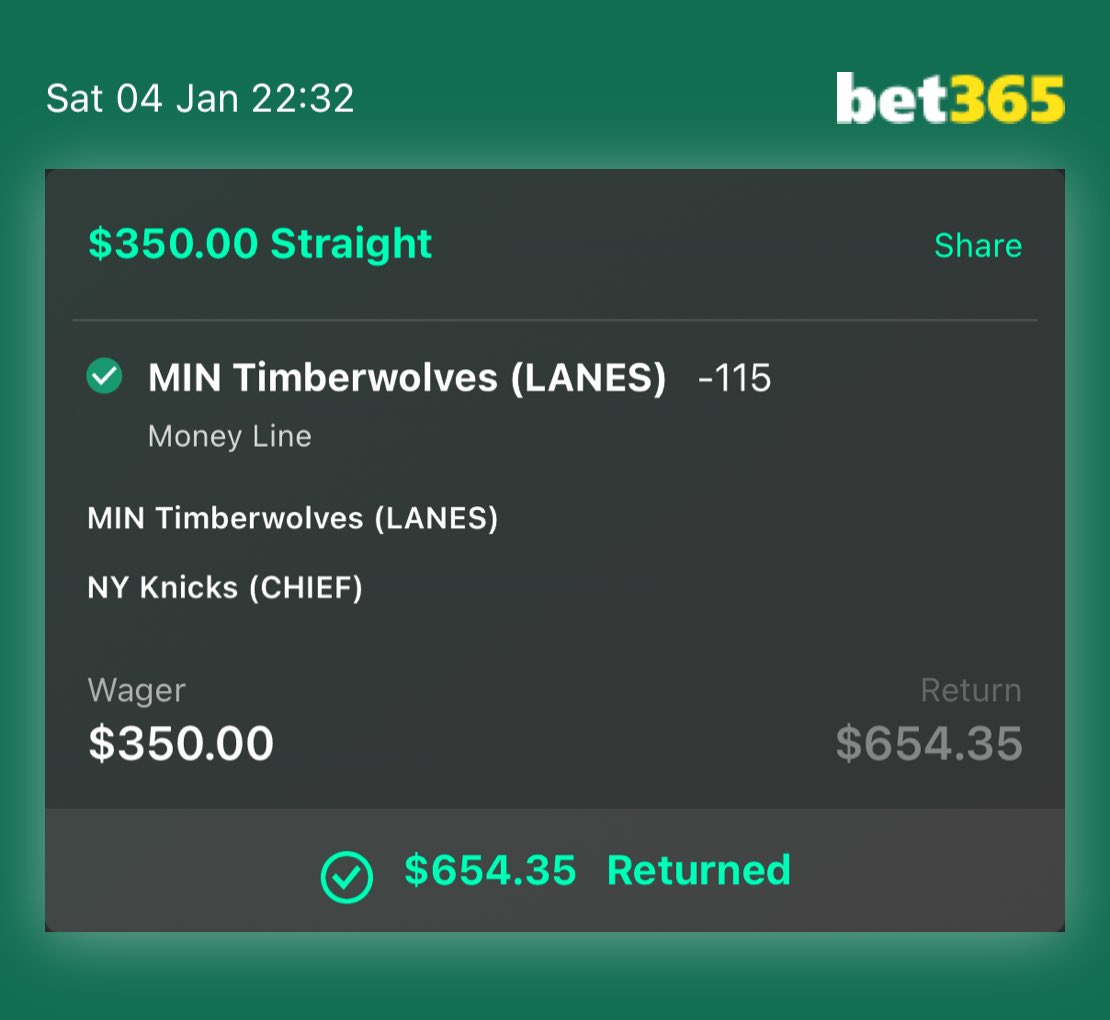 Sat 04 Jan 22:32
bet365
$350.00 Straight
Share
MIN Timberwolves (LANES) -115
Money Line
MIN Timberwolves (LANES)
NY Knicks (CHIEF)
Wager
Return
$350.00
$654.35
$654.35 Returned